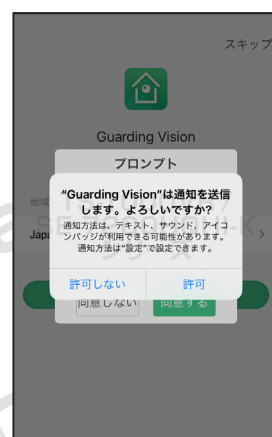 スキップ
Guarding Vision
プロンプト
"Guarding Vision"は通知を送信
します。よろしいですか?
通知方法は、テキスト、サウンド、アイコ
ンバッジが利用できる可能性があります。
通知方法は"設定"で設定できます。
地域
Japa
許可しない
許可
同意しない
同意する